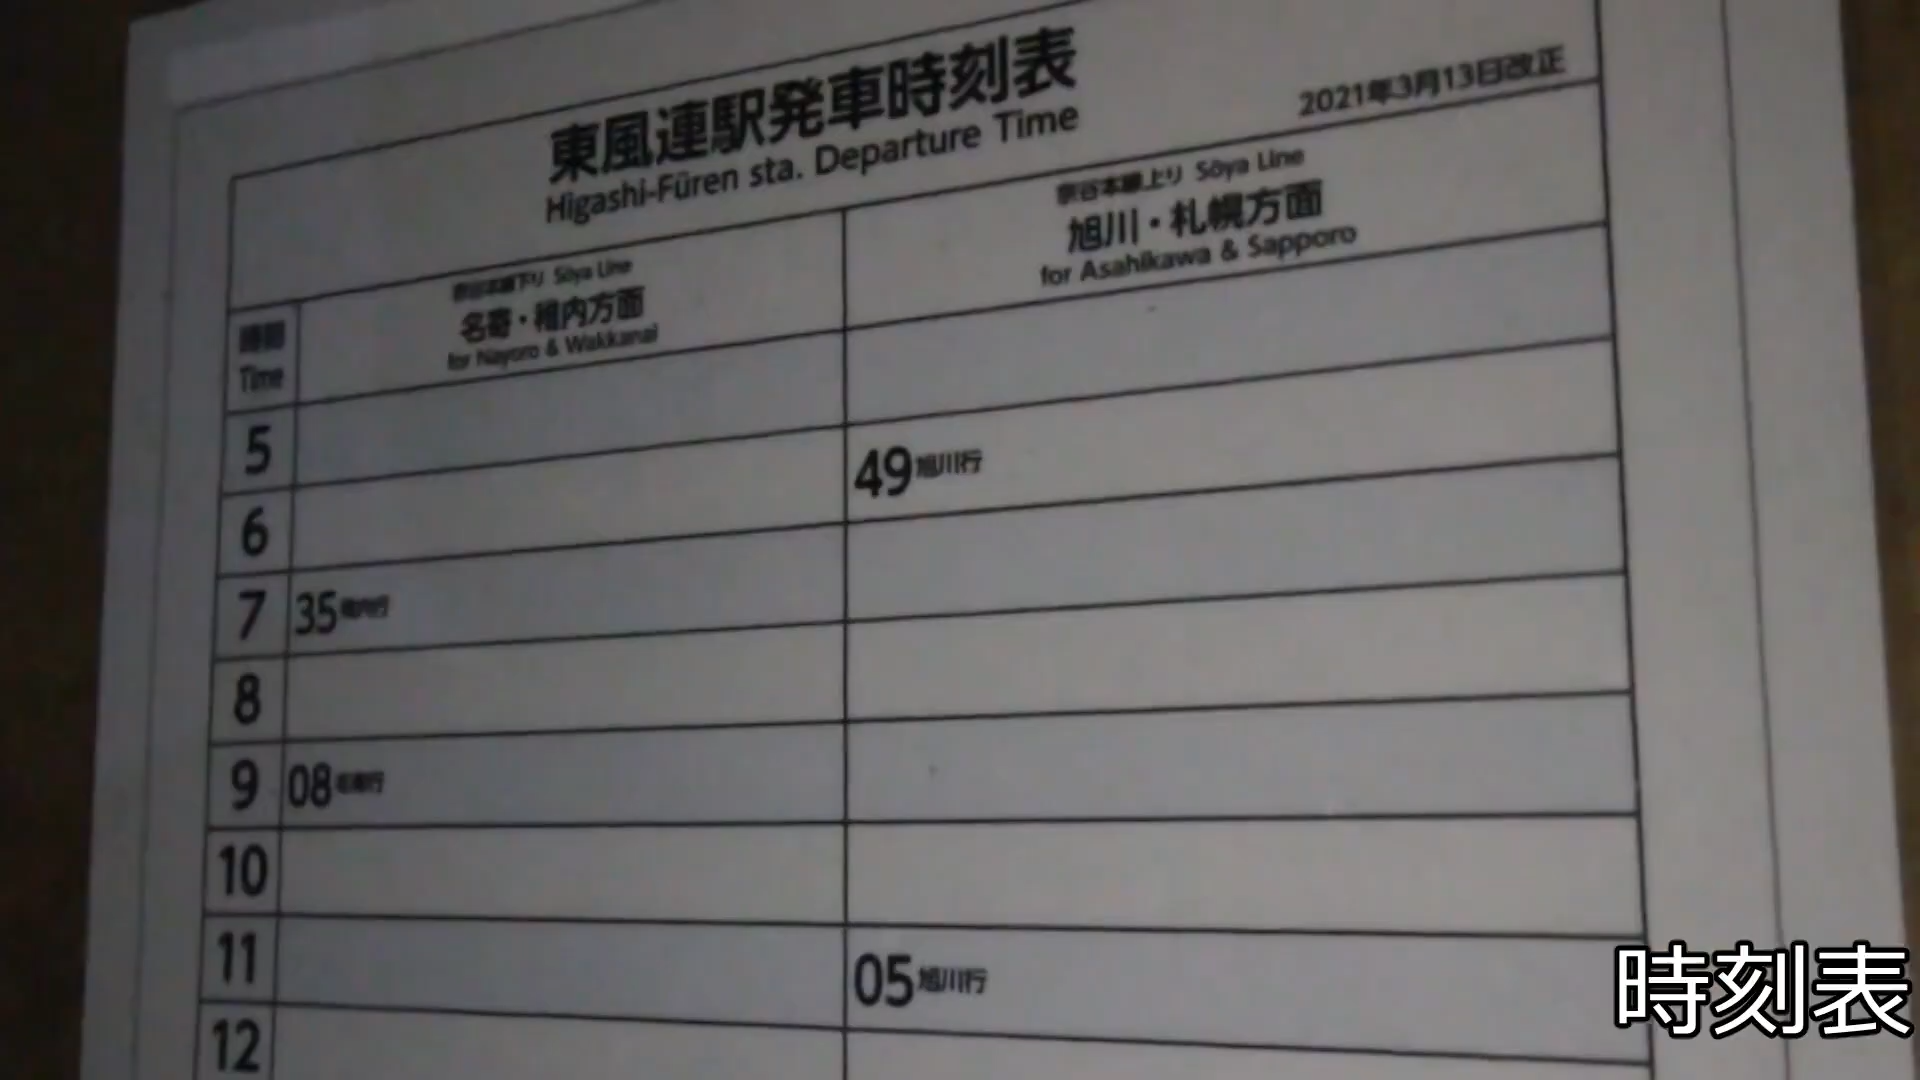 東風連駅発車時刻表
Higashi-Fūren sta. Departure Time
2021年3月13日改正
宗谷本線下り Sōya Line
名寄・稚内方面
for Nayoro & Wakkanai
宗谷本線上り Sōya Line
旭川・札幌方面
for Asahikawa & Sapporo
時間
Time
5
49 旭川行
6
7 35 稚内行
8
9 08 名寄行
10
11 05 旭川行
12
時刻表